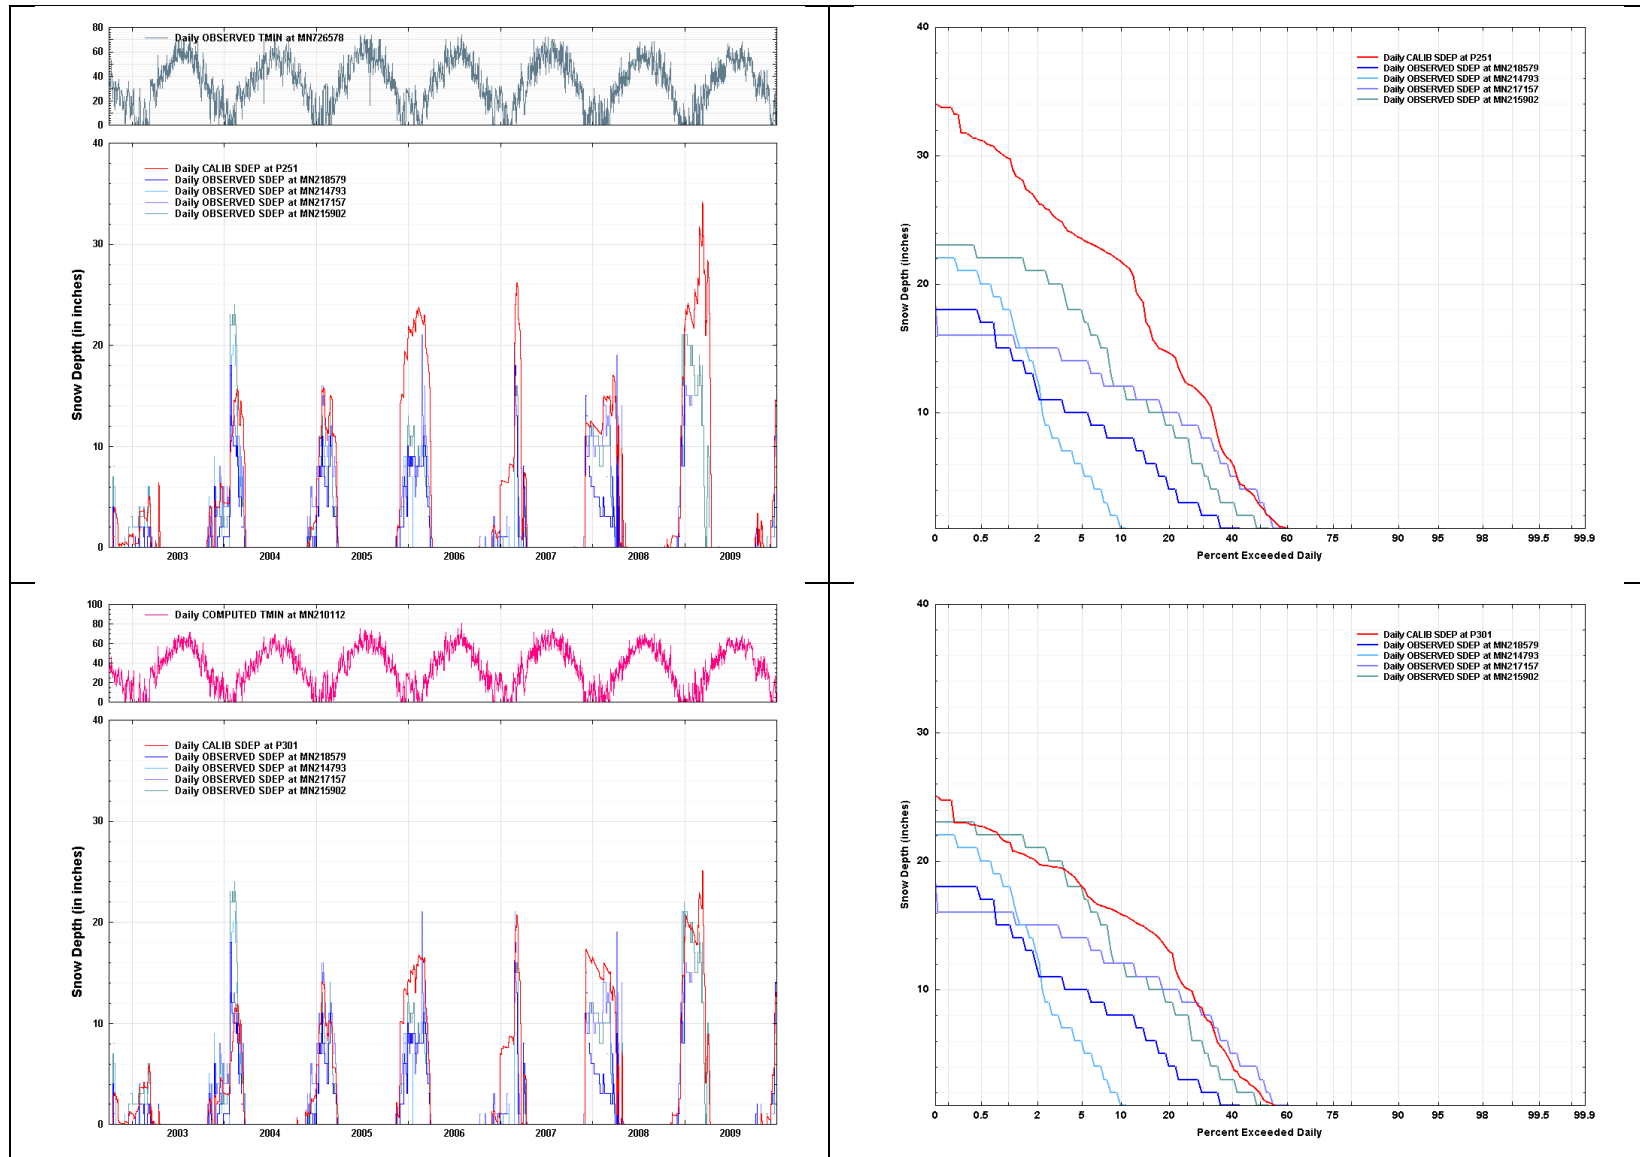 80
60
40
20
0
Daily OBSERVED TMIN at MN726578
40
30
20
10
0
Snow Depth (in inches)
Daily CALIB SDEP at P251
Daily OBSERVED SDEP at MN218579
Daily OBSERVED SDEP at MN214793
Daily OBSERVED SDEP at MN217157
Daily OBSERVED SDEP at MN215902
2003 2004 2005 2006 2007 2008 2009
40
30
20
10
Snow Depth (inches)
Daily CALIB SDEP at P251
Daily OBSERVED SDEP at MN218579
Daily OBSERVED SDEP at MN214793
Daily OBSERVED SDEP at MN217157
Daily OBSERVED SDEP at MN215902
0 0.5 2 5 10 20 40 60 75 90 95 98 99.5 99.9
Percent Exceeded Daily
100
80
60
40
20
0
Daily COMPUTED TMIN at MN210112
40
30
20
10
0
Snow Depth (in inches)
Daily CALIB SDEP at P301
Daily OBSERVED SDEP at MN218579
Daily OBSERVED SDEP at MN214793
Daily OBSERVED SDEP at MN217157
Daily OBSERVED SDEP at MN215902
2003 2004 2005 2006 2007 2008 2009
40
30
20
10
Snow Depth (inches)
Daily CALIB SDEP at P301
Daily OBSERVED SDEP at MN218579
Daily OBSERVED SDEP at MN214793
Daily OBSERVED SDEP at MN217157
Daily OBSERVED SDEP at MN215902
0 0.5 2 5 10 20 40 60 75 90 95 98 99.5 99.9
Percent Exceeded Daily